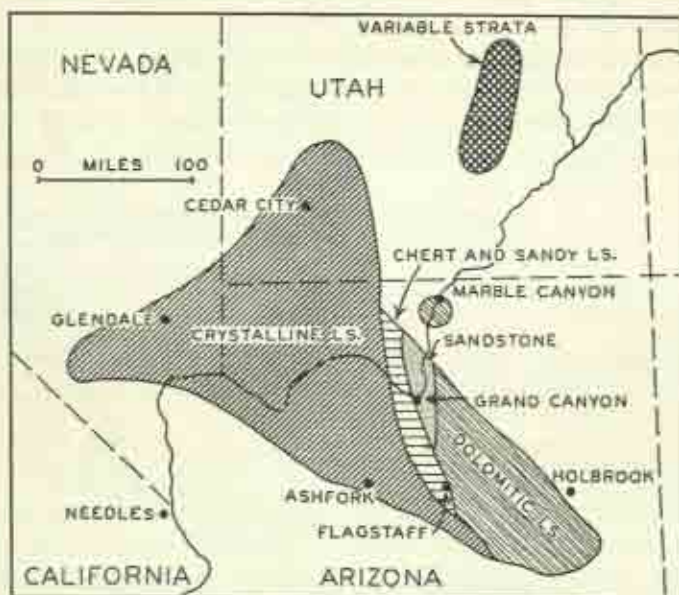 VARIABLE STRATA
NEVADA
UTAH
0 MILES 100
CEDAR CITY
CHERT AND SANDY LS.
MARBLE CANYON
GLENDALE
CRYSTALLINE LS.
SANDSTONE
GRAND CANYON
DOLOMITIC LS
HOLBROOK
ASHFORK
NEEDLES
FLAGSTAFF
CALIFORNIA
ARIZONA